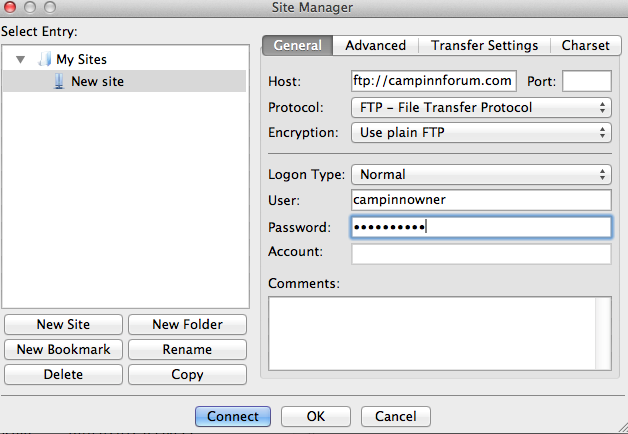 Site Manager
Select Entry:
My Sites
New site
New Site
New Folder
New Bookmark
Rename
Delete
Copy
General
Advanced
Transfer Settings
Charset
Host: ftp://campinnforum.com Port:
Protocol: FTP – File Transfer Protocol
Encryption: Use plain FTP
Logon Type: Normal
User: campinnowner
Password: ••••••••••
Account:
Comments:
Connect
OK
Cancel